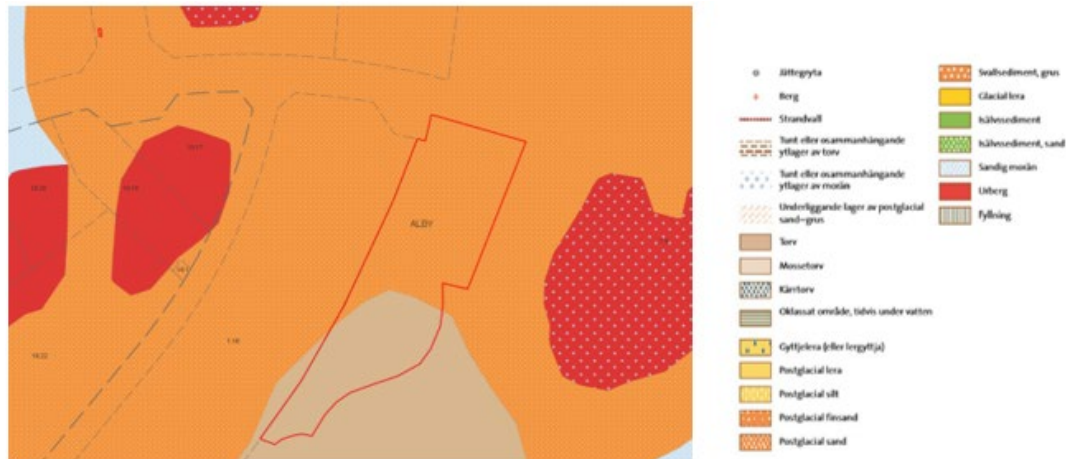 ALBY
1:16
Jättegryta
Berg
Strandvall
Tunt eller osammanhängande
ytlager av torv
Tunt eller osammanhängande
ytlager av morän
Underliggande lager av postglacial
sand–grus
Torv
Mossetorv
Kärrtorv
Oklassat område, tidvis under vatten
Gyttjelera (eller lergyttja)
Postglacial lera
Postglacial silt
Postglacial finsand
Postglacial sand
Svallsediment, grus
Glacial lera
Isälvssediment
Isälvssediment, sand
Sandig morän
Urberg
Fyllning